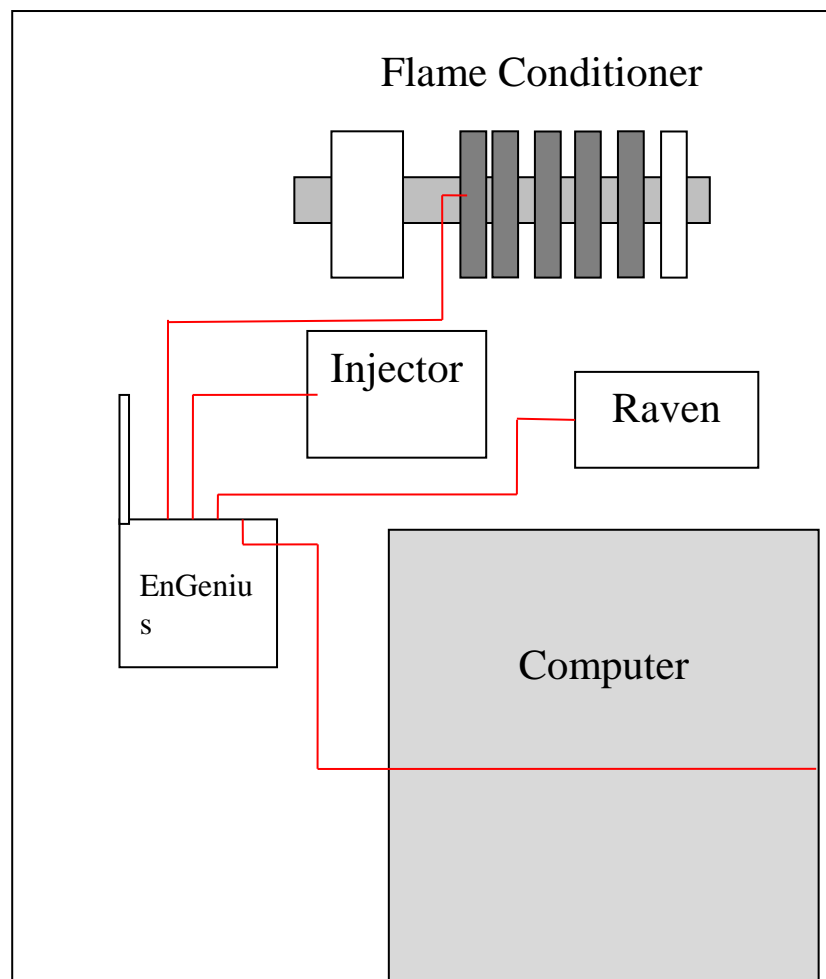 Flame Conditioner
Injector
Raven
EnGeniu
s
Computer